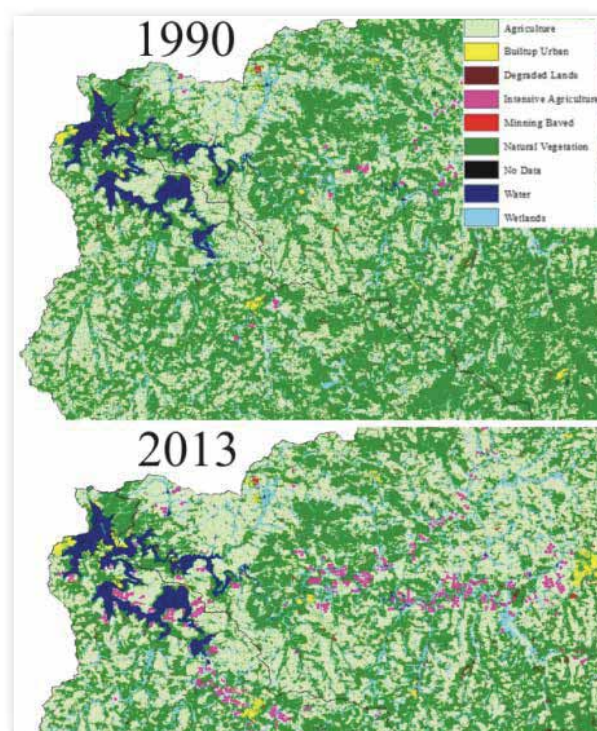 1990
Agriculture
Builtup Urban
Degraded Lands
Intensive Agriculture
Minning Baved
Natural Vegetation
No Data
Water
Wetlands
2013